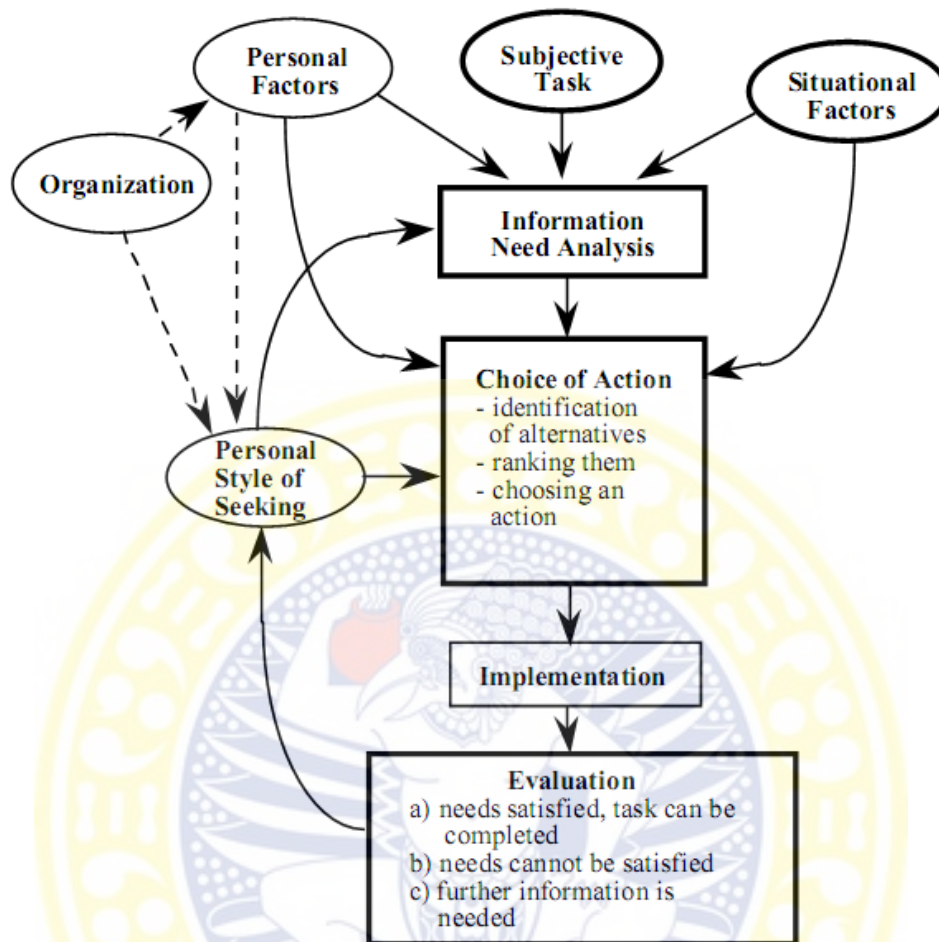 Personal
Factors
Subjective
Task
Situational
Factors
Organization
Information
Need Analysis
Choice of Action
- identification
of alternatives
- ranking them
- choosing an
action
Personal
Style of
Seeking
Implementation
Evaluation
a) needs satisfied, task can be
completed
b) needs cannot be satisfied
c) further information is
needed